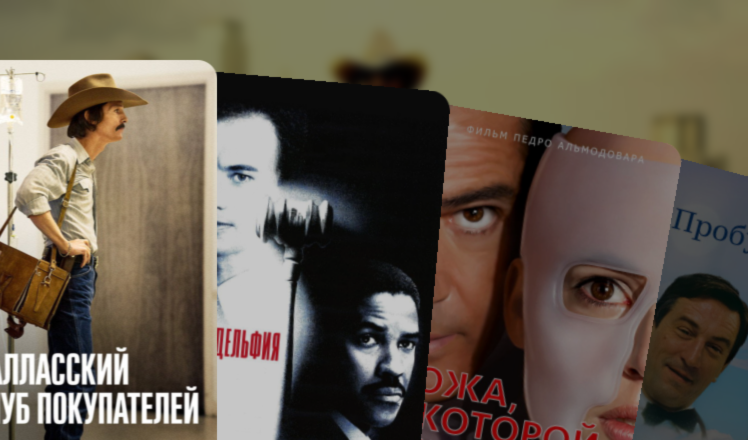 АЛЛАССКИЙ
УБ ПОКУПАТЕЛЕЙ
ДЕЛЬФИЯ
ФИЛЬМ ПЕДРО АЛЬМОДОВАРА
ОЖА,
КОТОРОЙ
Пробу